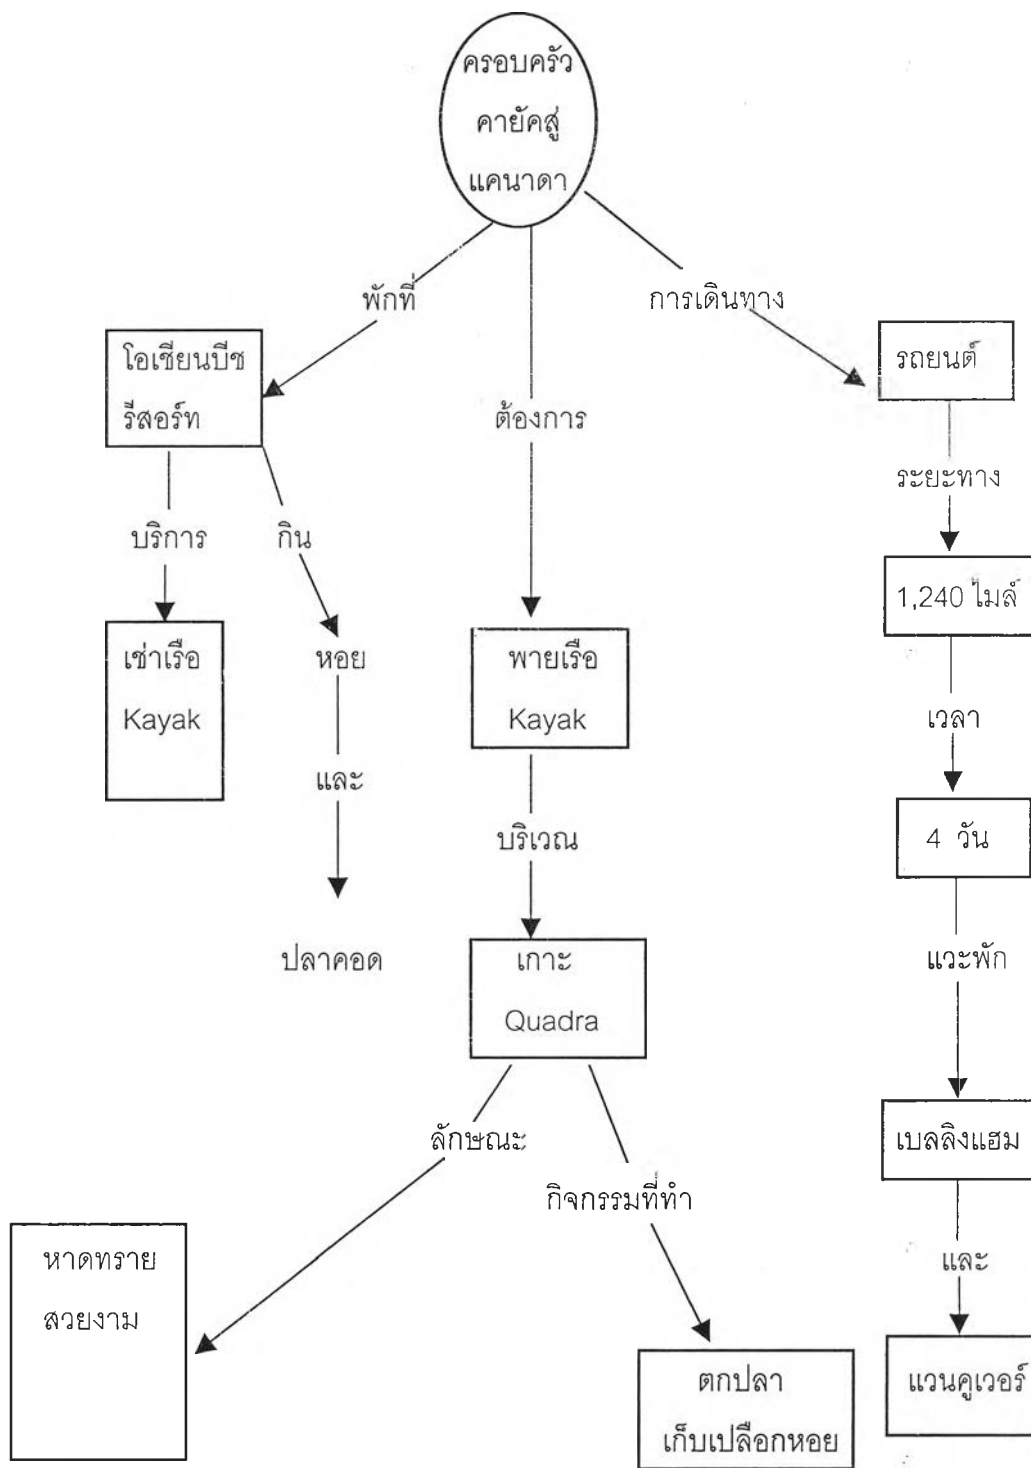 ครอบครัว
คายัคสู่
แคนาดา
พักที่
การเดินทาง
โอเชียนบีช
รีสอร์ท
รถยนต์
ต้องการ
ระยะทาง
บริการ
กิน
1,240 ไมล์
เช่าเรือ
Kayak
หอย
พายเรือ
Kayak
เวลา
และ
4 วัน
บริเวณ
ปลาคอด
เกาะ
Quadra
แวะพัก
ลักษณะ
เบลลิงแฮม
กิจกรรมที่ทำ
หาดทราย
สวยงาม
และ
ตกปลา
เก็บเปลือกหอย
แวนคูเวอร์